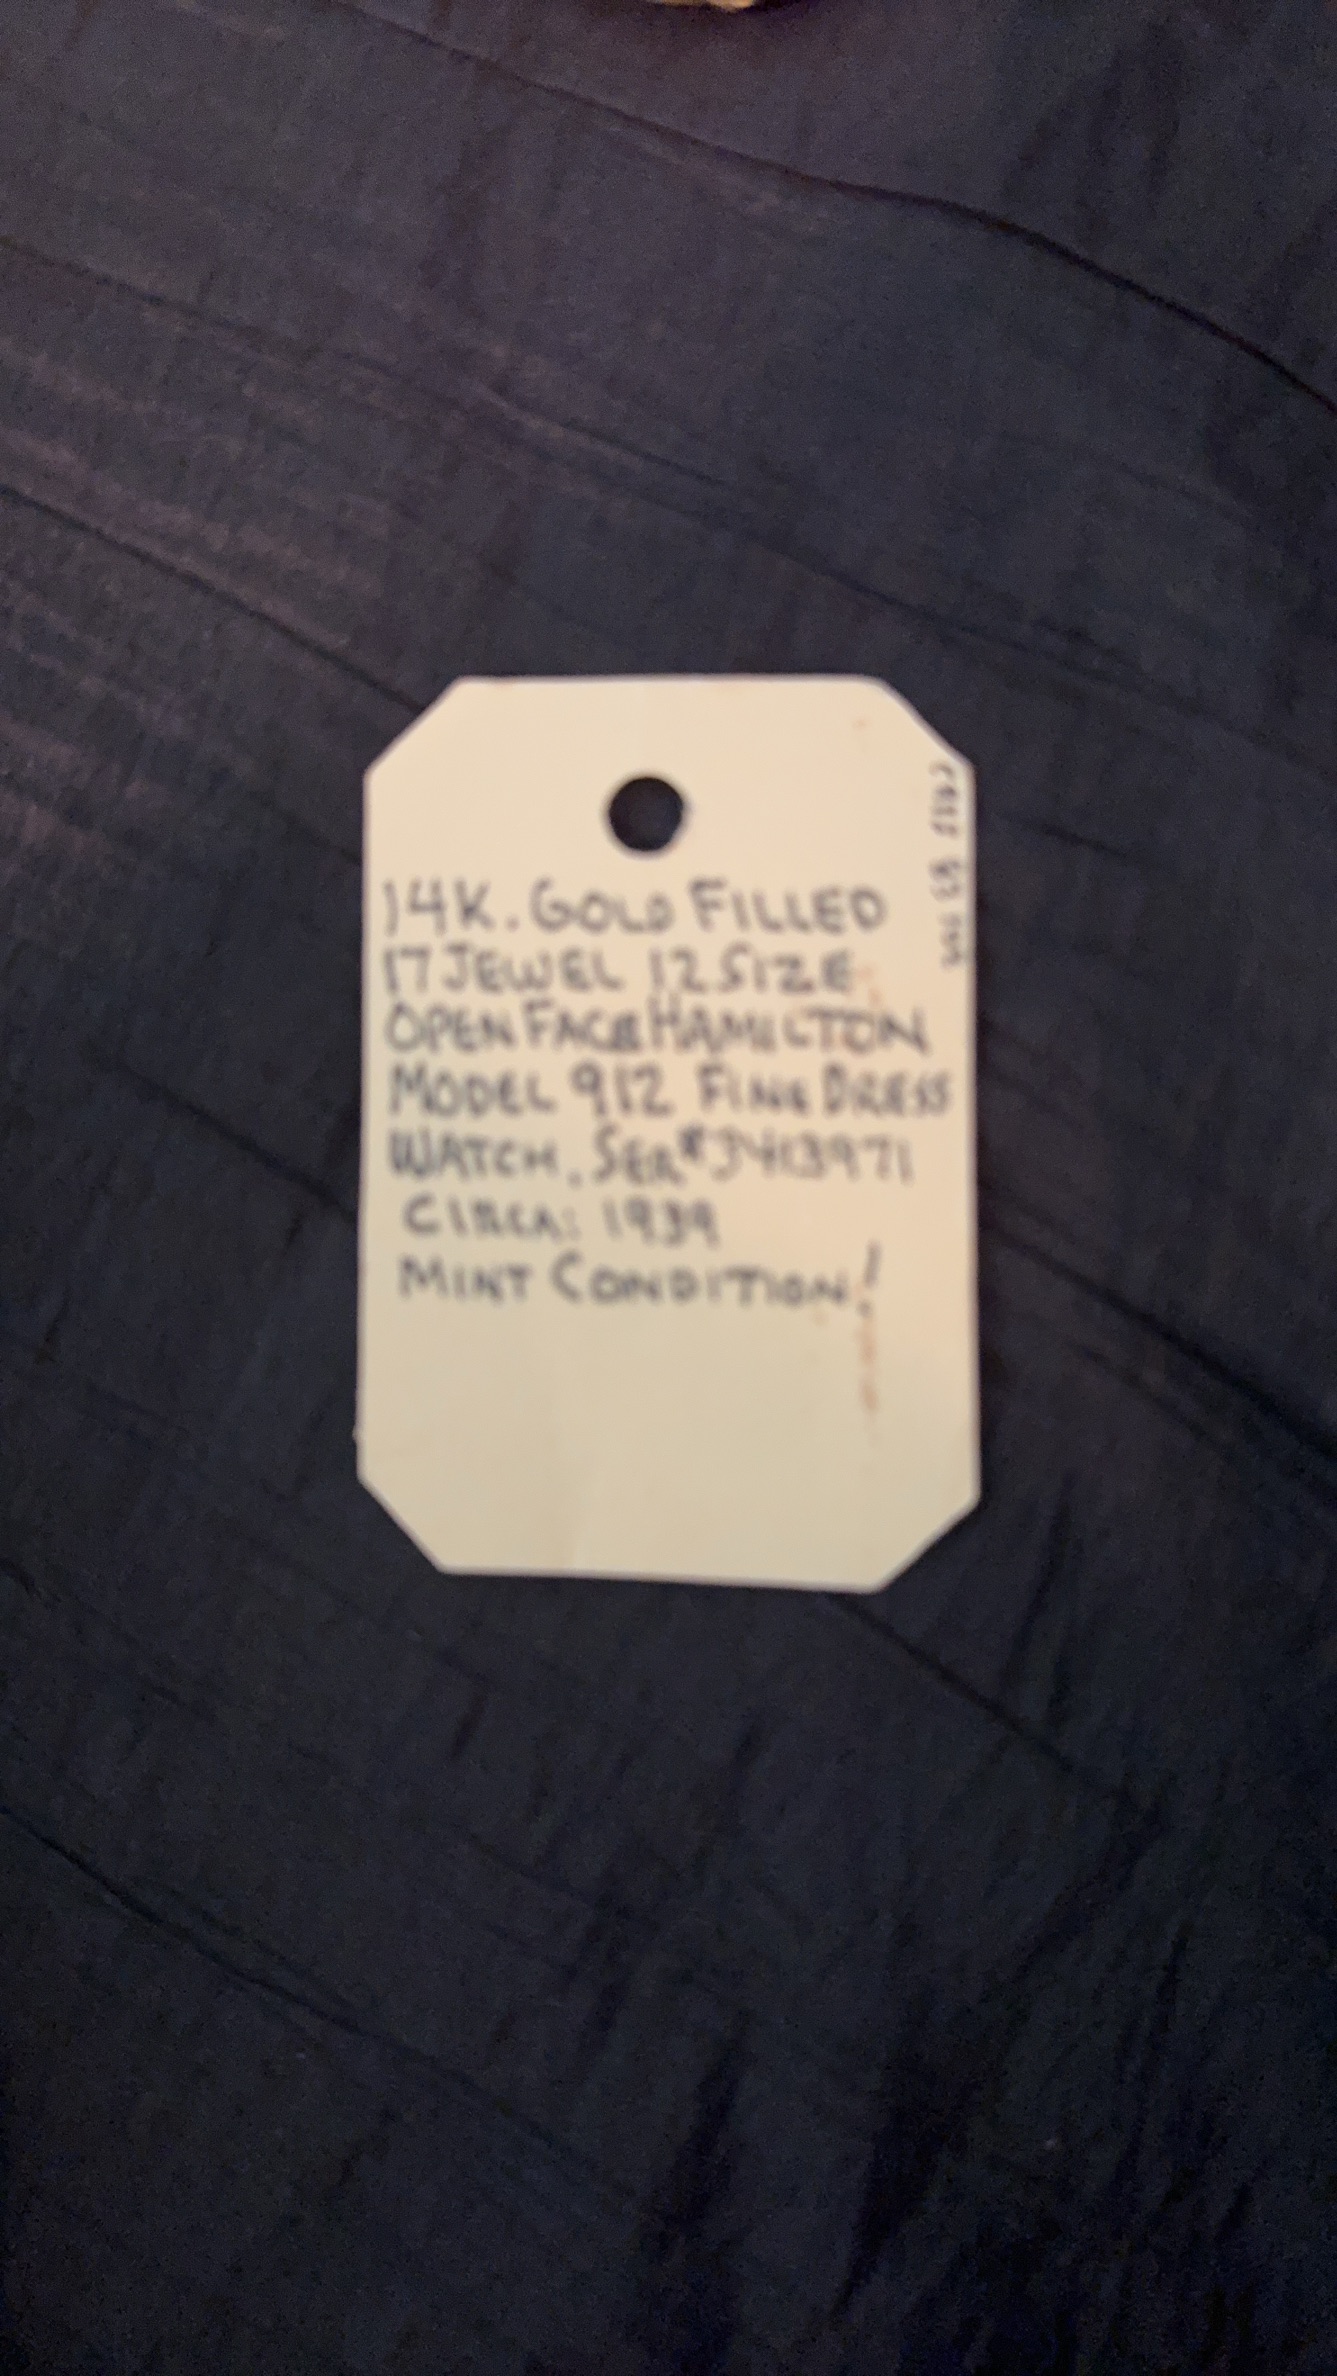 14K. GOLD FILLED
17 JEWEL 12 SIZE
OPEN FACE HAMILTON
MODEL 912 FINE DRESS
WATCH. SER# J413971
CIRCA: 1939
MINT CONDITION!